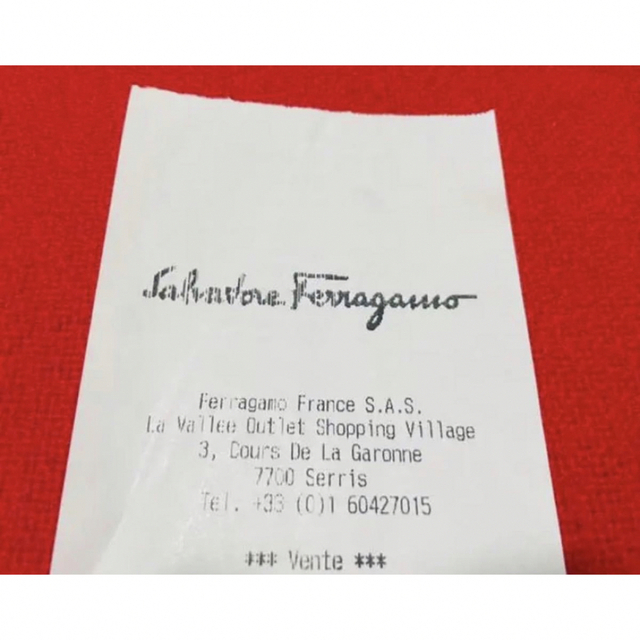 Salvatore Ferragamo
Ferragamo France S.A.S.
La Vallee Outlet Shopping Village
3, Cours De La Garonne
7700 Serris
Tel. +33 (0)1 60427015
*** Vente ***